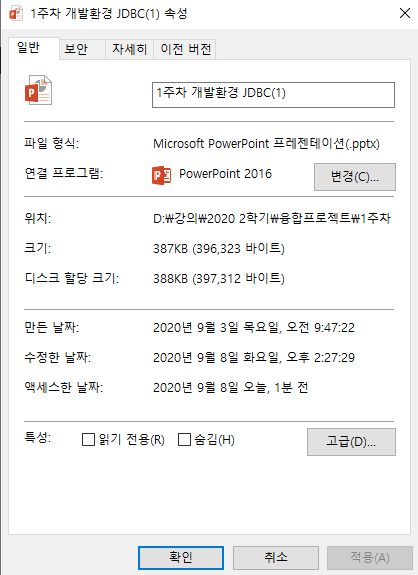 1주차 개발환경 JDBC(1) 속성
일반 보안 자세히 이전 버전
1주차 개발환경 JDBC(1)
파일 형식: Microsoft PowerPoint 프레젠테이션(.pptx)
연결 프로그램: PowerPoint 2016 변경(C)...
위치: D:₩강의₩2020 2학기₩융합프로젝트₩1주차
크기: 387KB (396,323 바이트)
디스크 할당 크기: 388KB (397,312 바이트)
만든 날짜: 2020년 9월 3일 목요일, 오전 9:47:22
수정한 날짜: 2020년 9월 8일 화요일, 오후 2:27:29
액세스한 날짜: 2020년 9월 8일 오늘, 1분 전
특성: 읽기 전용(R) 숨김(H) 고급(D)...
확인 취소 적용(A)